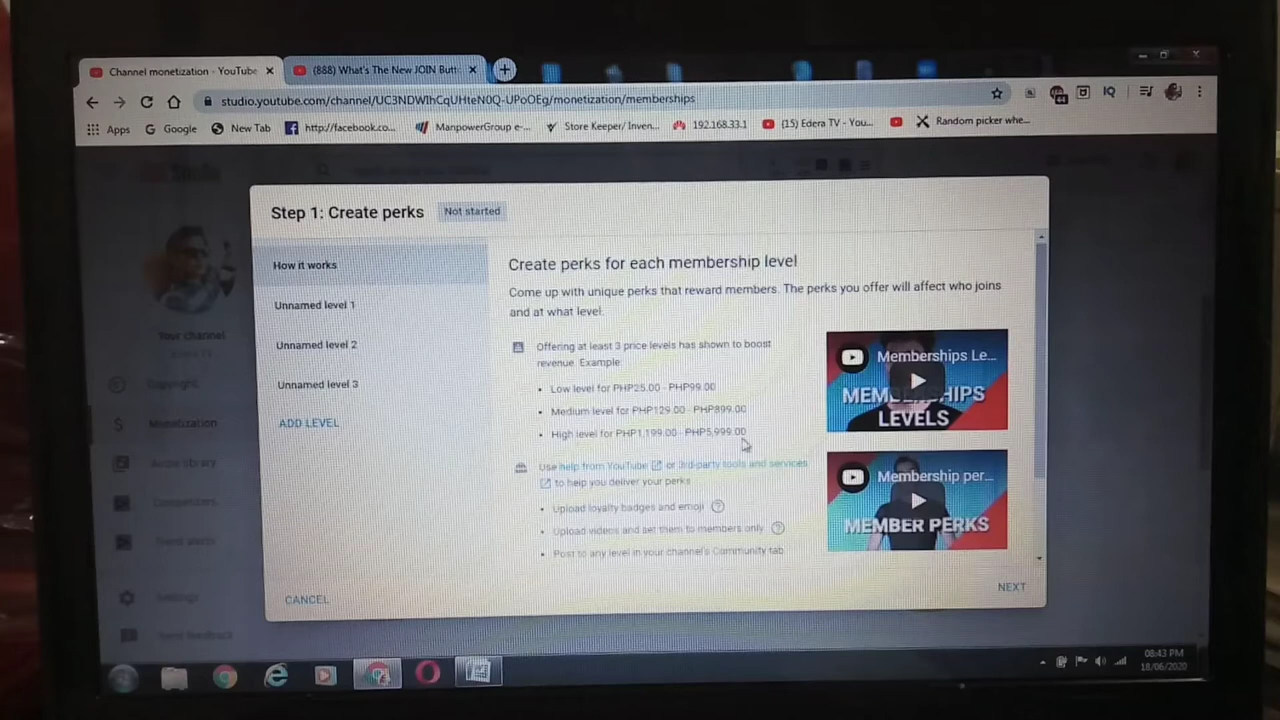 Channel monetization - YouTube
(888) What's The New JOIN Butt
studio.youtube.com/channel/UC3NDWIhCqUHteN0Q-UPoOEg/monetization/memberships
Apps
Google
New Tab
http://facebook.co...
ManpowerGroup e-...
Store Keeper/ Inven...
192.168.33.1
(15) Edera TV - You...
Random picker whe...
Step 1: Create perks
Not started
How it works
Unnamed level 1
Unnamed level 2
Unnamed level 3
ADD LEVEL
CANCEL
Create perks for each membership level
Come up with unique perks that reward members. The perks you offer will affect who joins
and at what level.
Offering at least 3 price levels has shown to boost
revenue. Example:
Low level for PHP25.00 - PHP99.00
Medium level for PHP129.00 - PHP899.00
High level for PHP1,199.00 - PHP5,999.00
Use help from YouTube or 3rd-party tools and services
to help you deliver your perks
Upload loyalty badges and emoji
Upload videos and set them to members only
Post to any level in your channel's Community tab
Memberships Le...
MEMBERSHIPS
LEVELS
Membership per...
MEMBER PERKS
NEXT
Your channel
Copyright
Monetization
Audio library
Settings
Send feedback
08:43 PM
18/06/2020